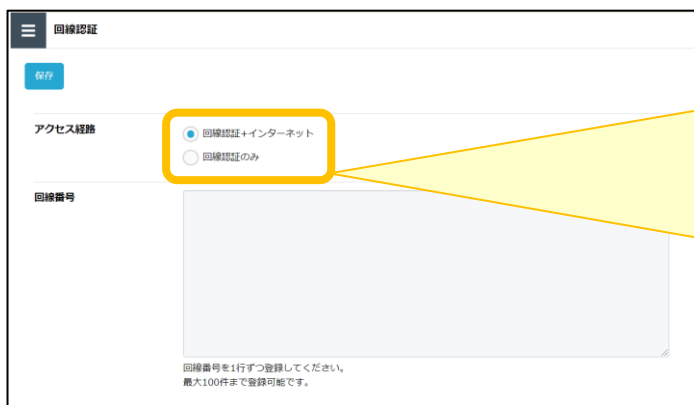 回線認証
保存
アクセス経路
回線認証+インターネット
回線認証のみ
回線番号
回線番号を1行ずつ登録してください。
最大100件まで登録可能です。